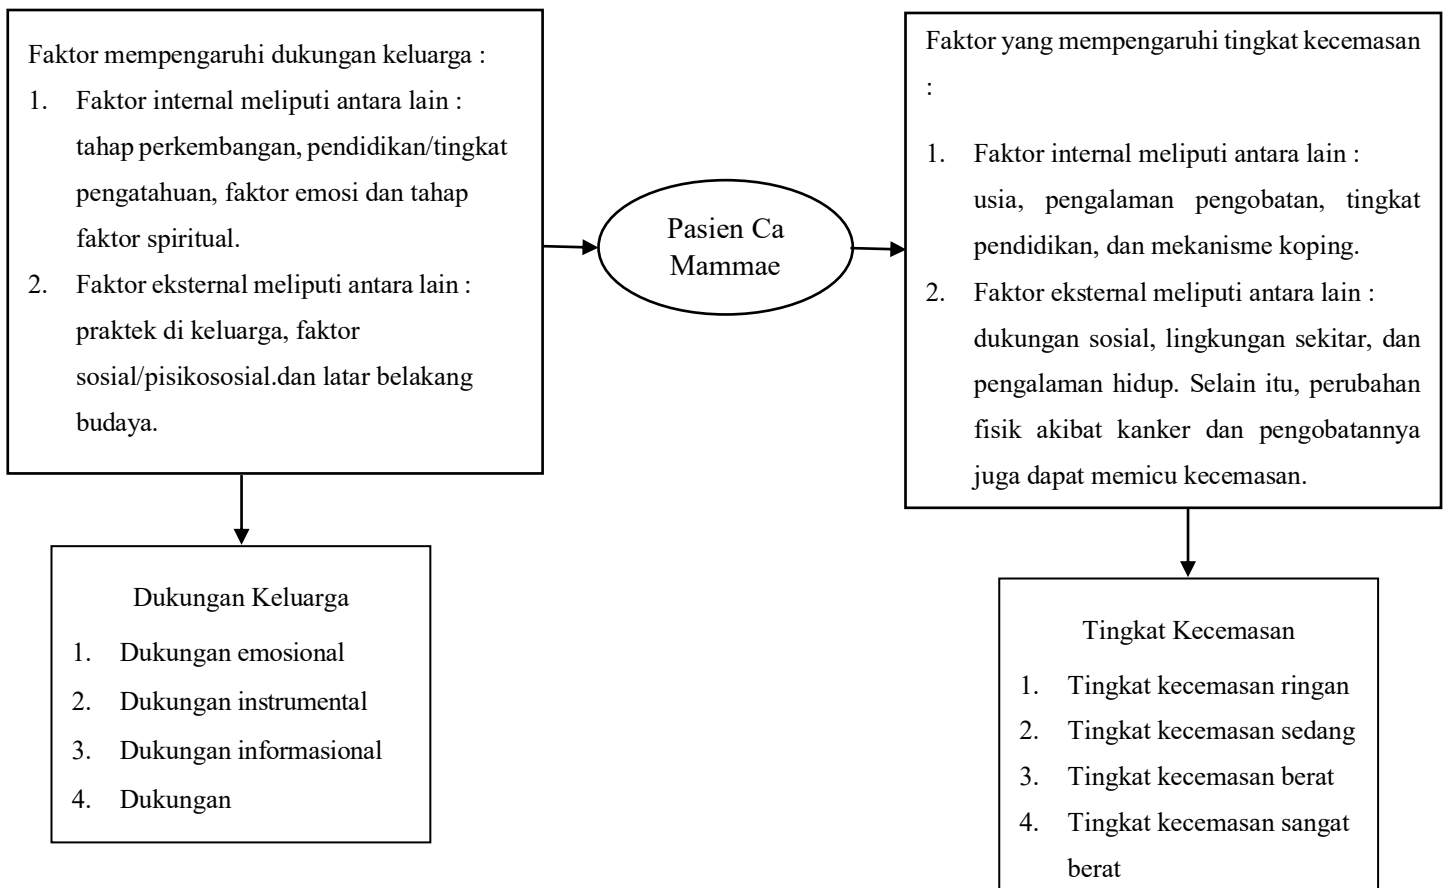 Faktor mempengaruhi dukungan keluarga :
1. Faktor internal meliputi antara lain :
tahap perkembangan, pendidikan/tingkat
pengatahuan, faktor emosi dan tahap
faktor spiritual.
2. Faktor eksternal meliputi antara lain :
praktek di keluarga, faktor
sosial/pisikososial.dan latar belakang
budaya.
Pasien Ca
Mammae
Faktor yang mempengaruhi tingkat kecemasan
:
1. Faktor internal meliputi antara lain :
usia, pengalaman pengobatan, tingkat
pendidikan, dan mekanisme koping.
2. Faktor eksternal meliputi antara lain :
dukungan sosial, lingkungan sekitar, dan
pengalaman hidup. Selain itu, perubahan
fisik akibat kanker dan pengobatannya
juga dapat memicu kecemasan.
Dukungan Keluarga
1. Dukungan emosional
2. Dukungan instrumental
3. Dukungan informasional
4. Dukungan
Tingkat Kecemasan
1. Tingkat kecemasan ringan
2. Tingkat kecemasan sedang
3. Tingkat kecemasan berat
4. Tingkat kecemasan sangat
berat